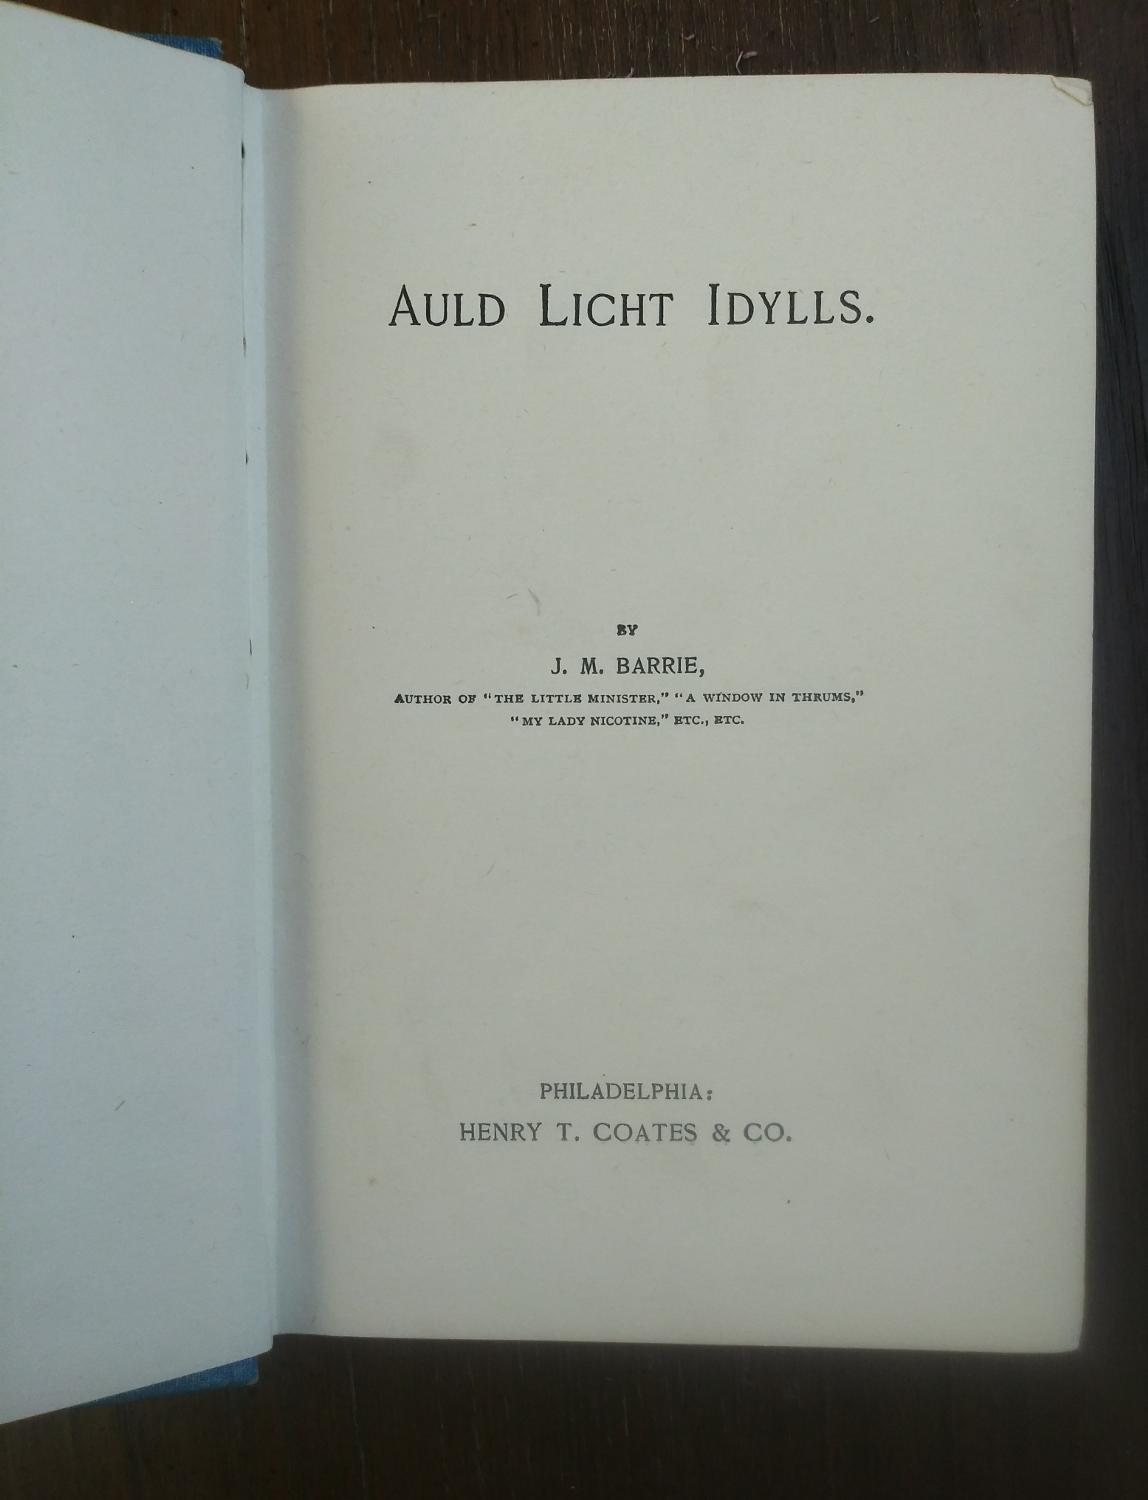 AULD LICHT IDYLLS.
BY
J. M. BARRIE,
AUTHOR OF "THE LITTLE MINISTER," "A WINDOW IN THRUMS,"
"MY LADY NICOTINE," ETC., ETC.
PHILADELPHIA:
HENRY T. COATES & CO.